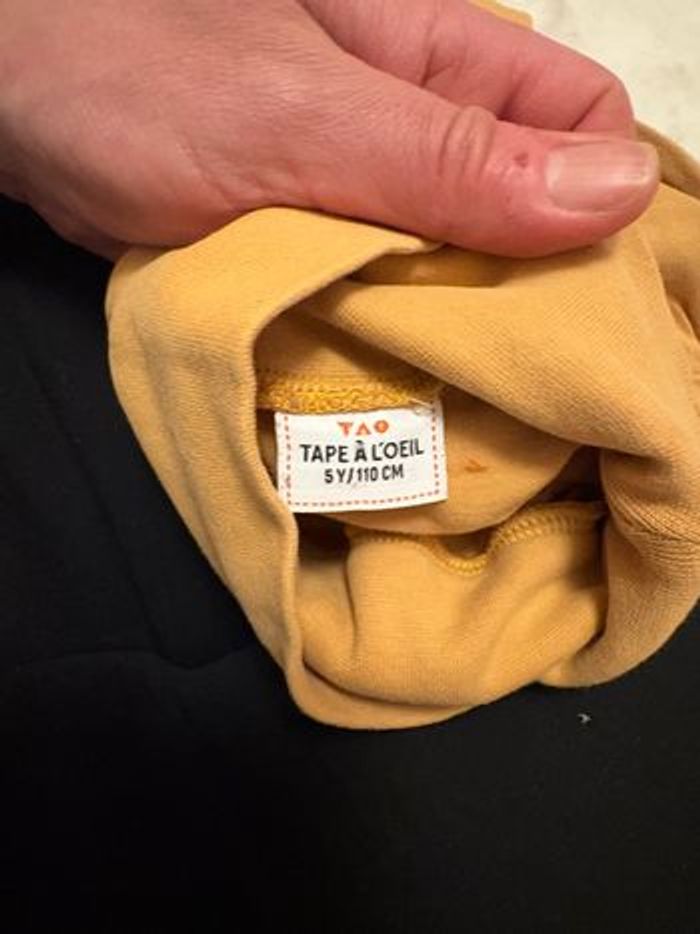 TAO
TAPE À L'OEIL
5 Y/110 CM